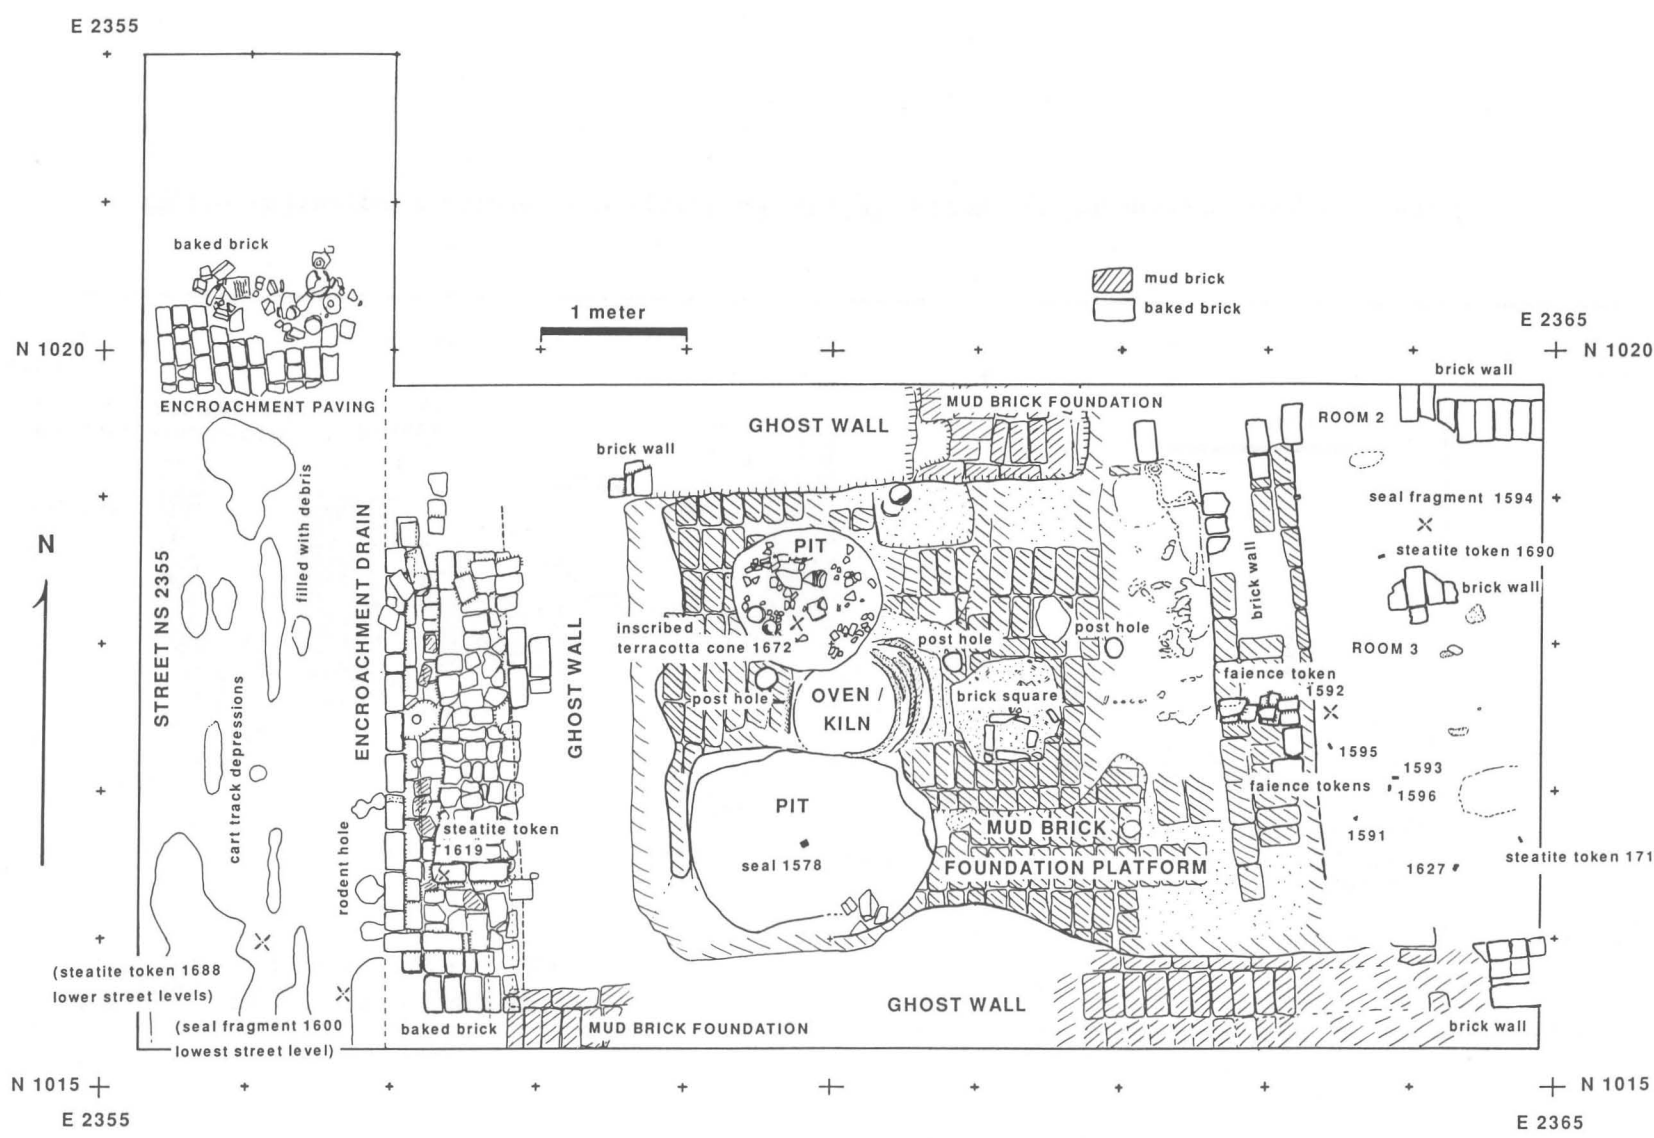 E 2355
baked brick
1 meter
mud brick
baked brick
E 2365
N 1020
N 1020
brick wall
ENCROACHMENT PAVING
GHOST WALL
MUD BRICK FOUNDATION
ROOM 2
brick wall
seal fragment 1594
steatite token 1690
brick wall
N
STREET NS 2355
filled with debris
ENCROACHMENT DRAIN
GHOST WALL
PIT
inscribed
terracotta cone 1672
post hole
post hole
brick wall
ROOM 3
post hole
OVEN /
KILN
brick square
faience token
1592
1595
1593
1596
faience tokens
1591
1627
steatite token 171
cart track depressions
rodent hole
steatite token
1619
PIT
seal 1578
MUD BRICK
FOUNDATION PLATFORM
(steatite token 1688
lower street levels)
(seal fragment 1600
lowest street level)
baked brick
MUD BRICK FOUNDATION
GHOST WALL
brick wall
N 1015
N 1015
E 2355
E 2365